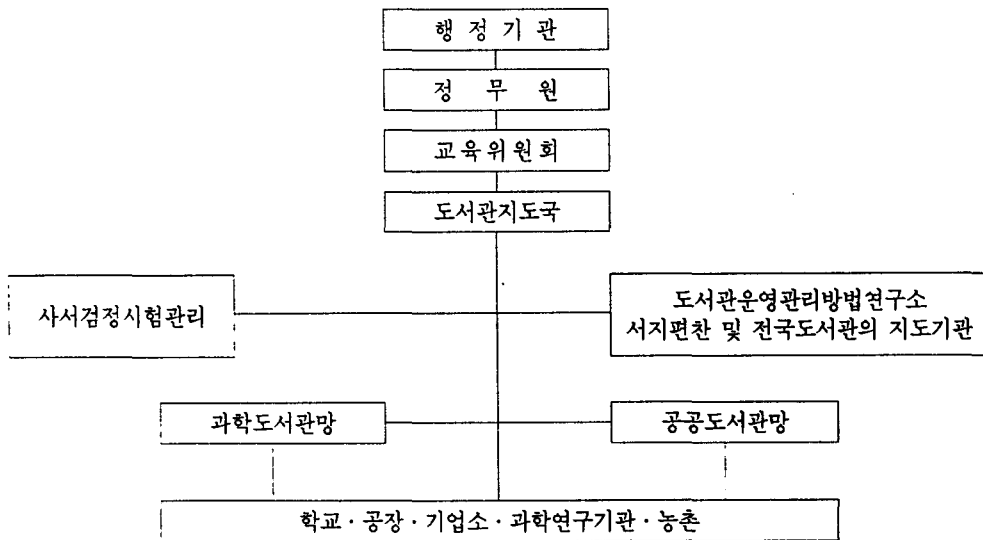 행 정 기 관
정 무 원
교육위원회
도서관지도국
사서검정시험관리
도서관운영관리방법연구소
서지편찬 및 전국도서관의 지도기관
과학도서관망
공공도서관망
학교 · 공장 · 기업소 · 과학연구기관 · 농촌